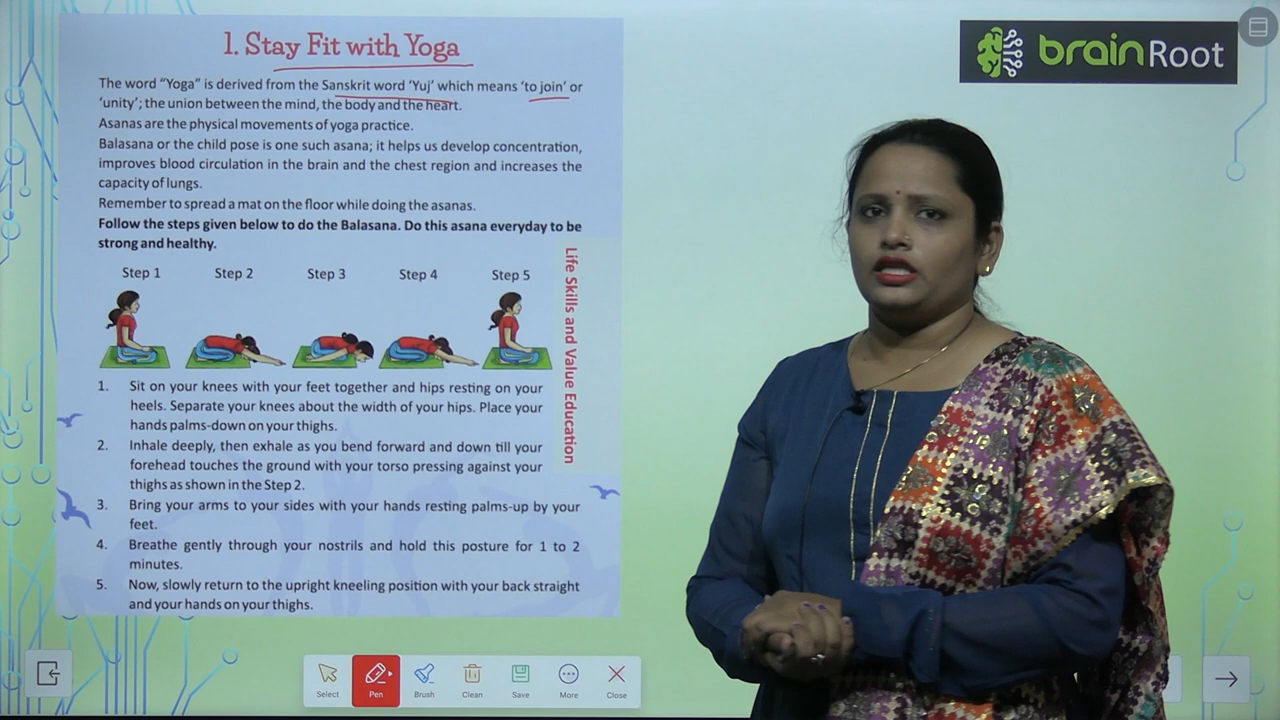 1. Stay Fit with Yoga
The word “Yoga” is derived from the Sanskrit word ‘Yuj’ which means ‘to join’ or
‘unity’; the union between the mind, the body and the heart.
Asanas are the physical movements of yoga practice.
Balasana or the child pose is one such asana; it helps us develop concentration,
improves blood circulation in the brain and the chest region and increases the
capacity of lungs.
Remember to spread a mat on the floor while doing the asanas.
Follow the steps given below to do the Balasana. Do this asana everyday to be
strong and healthy.
Step 1 Step 2 Step 3 Step 4 Step 5
1. Sit on your knees with your feet together and hips resting on your
heels. Separate your knees about the width of your hips. Place your
hands palms-down on your thighs.
2. Inhale deeply, then exhale as you bend forward and down till your
forehead touches the ground with your torso pressing against your
thighs as shown in the Step 2.
3. Bring your arms to your sides with your hands resting palms-up by your
feet.
4. Breathe gently through your nostrils and hold this posture for 1 to 2
minutes.
5. Now, slowly return to the upright kneeling position with your back straight
and your hands on your thighs.
Life Skills and Value Education
brainRoot
Select Pen Brush Clean Save More Close